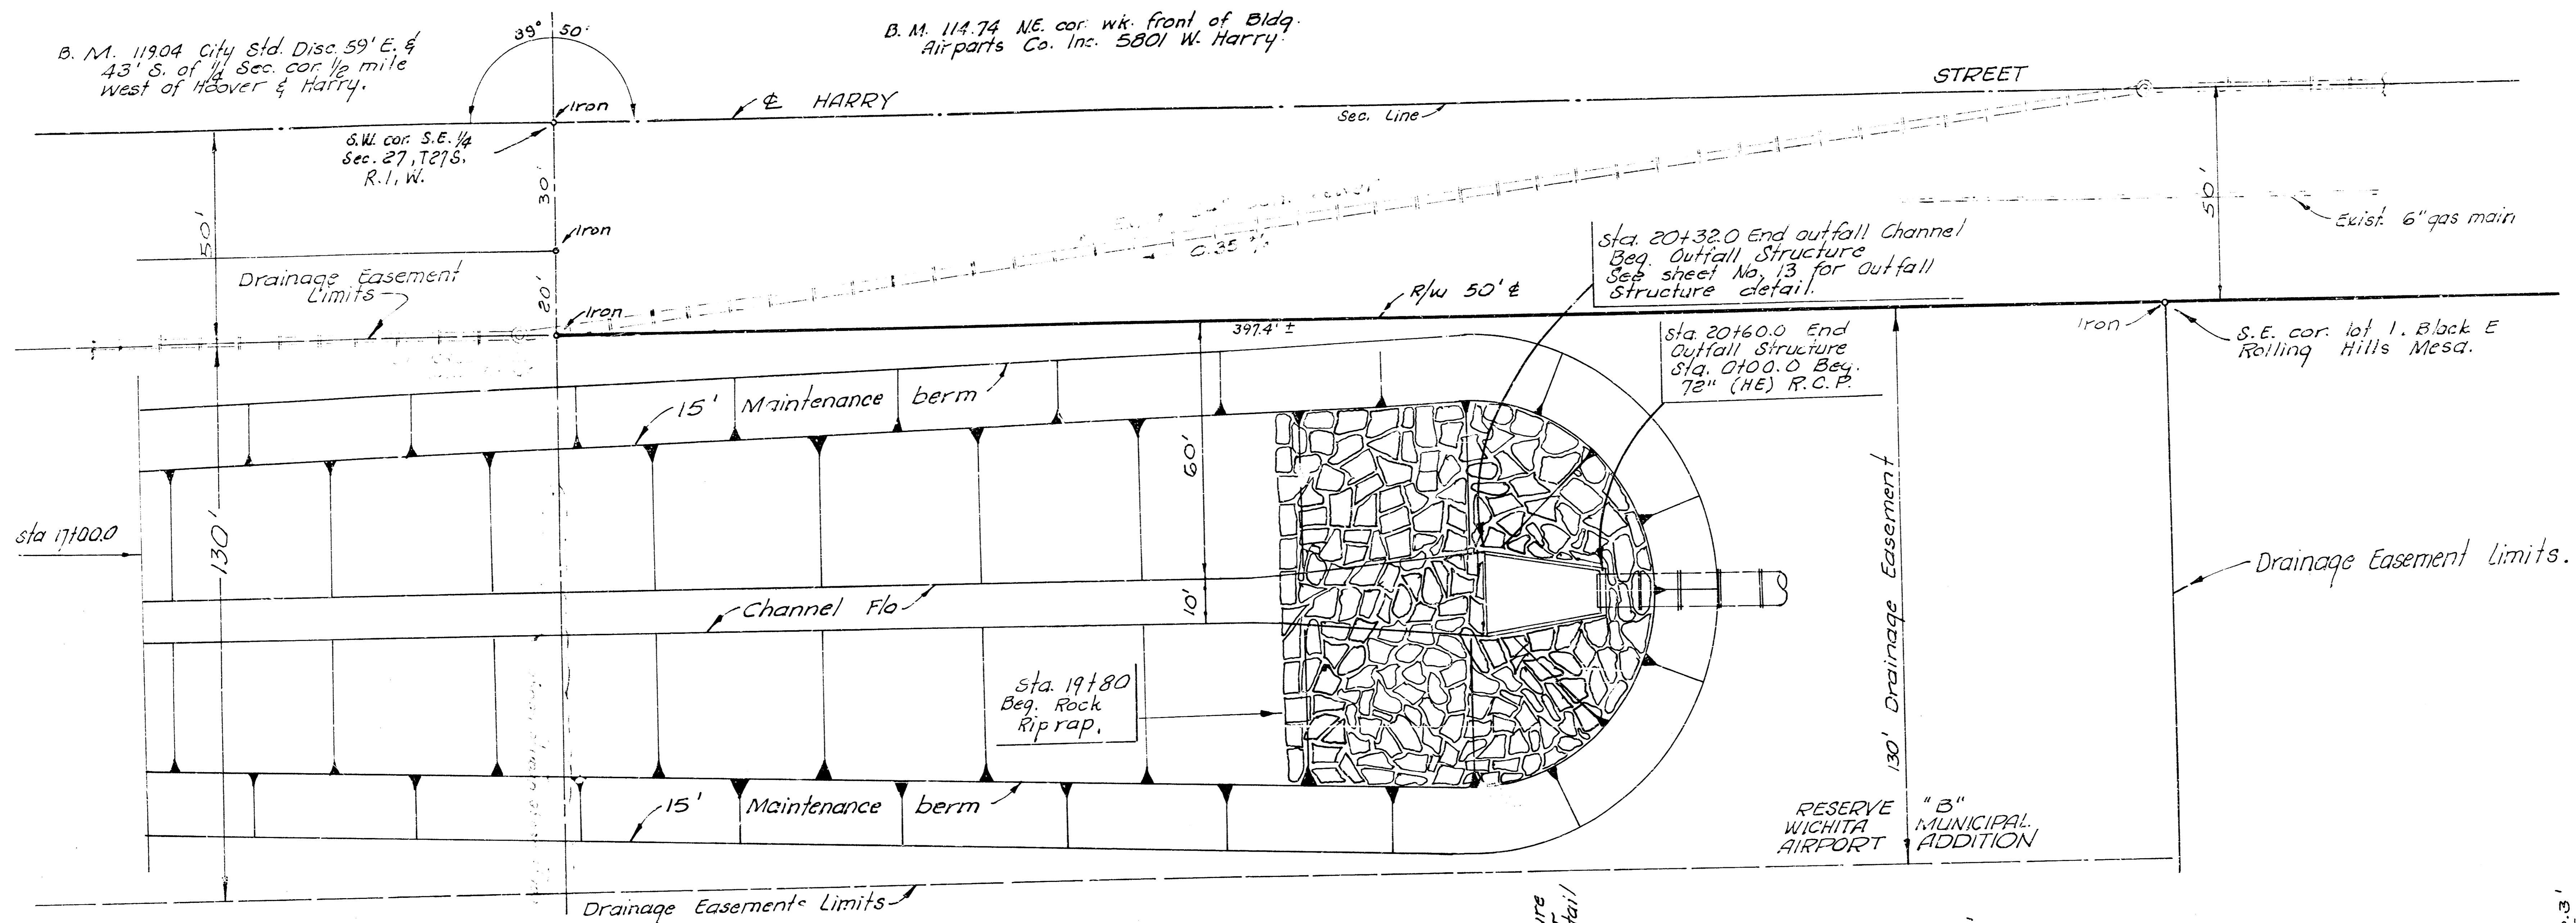 B. M. 119.04 City Std. Disc. 59' E. &
43' S. of 1/4 Sec. cor. 1/2 mile
west of Hoover & Harry.
39° 50'
B. M. 114.74 N.E. cor. wk. front of Bldg.
Airparts Co. Inc. 5801 W. Harry.
STREET
Iron
℄ HARRY
Sec. Line
S.W. cor. S.E. 1/4
Sec. 27, T27S.
R. 1, W.
30'
50'
50'
Exist. 6" gas main
Iron
0.35 %
Sta. 20+32.0 End outfall Channel
Beg. Outfall Structure
See sheet No. 13 for Outfall
Structure detail.
Drainage Easement
Limits
20'
Iron
R/W 50' ℄
397.4' ±
Iron
S.E. cor. lot 1. Block E
Rolling Hills Mesa.
Sta. 20+60.0 End
Outfall Structure
Sta. 0+00.0 Beg.
72" (HE) R.C.P.
15' Maintenance berm
60'
130' Drainage Easement
Sta 17+00.0
130'
Drainage Easement Limits.
Channel Flo
10'
Sta. 19+80
Beg. Rock
Rip rap.
15' Maintenance berm
RESERVE "B"
WICHITA MUNICIPAL
AIRPORT ADDITION
Drainage Easements Limits